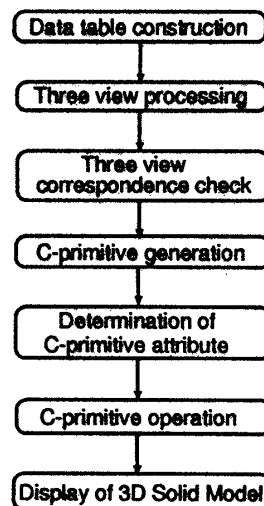 Data table construction
Three view processing
Three view
correspondence check
C-primitive generation
Determination of
C-primitive attribute
C-primitive operation
Display of 3D Solid Model